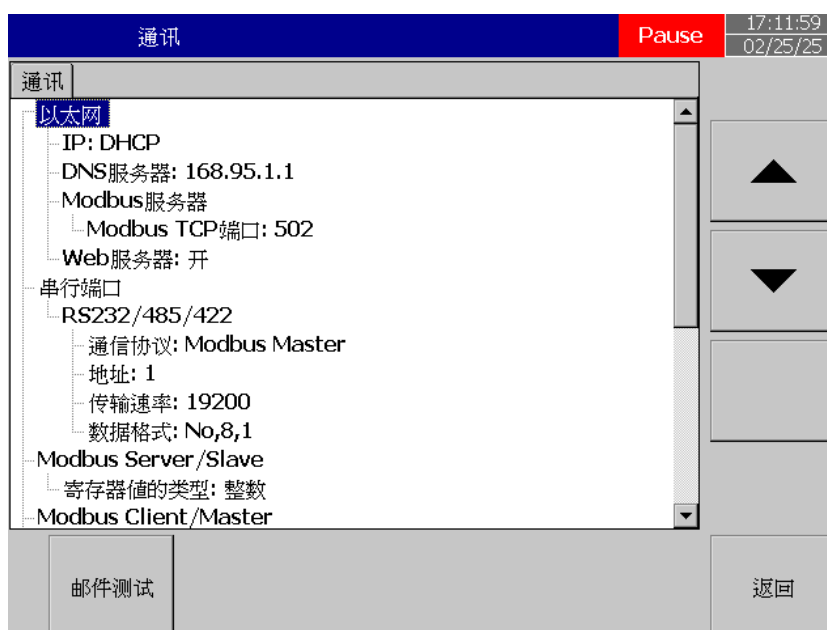 通讯
Pause
17:11:59
02/25/25
通讯
以太网
IP: DHCP
DNS服务器: 168.95.1.1
Modbus服务器
Modbus TCP端口: 502
Web服务器: 开
串行端口
RS232/485/422
通信协议: Modbus Master
地址: 1
传输速率: 19200
数据格式: No,8,1
Modbus Server/Slave
寄存器值的类型: 整数
Modbus Client/Master
邮件测试
返回